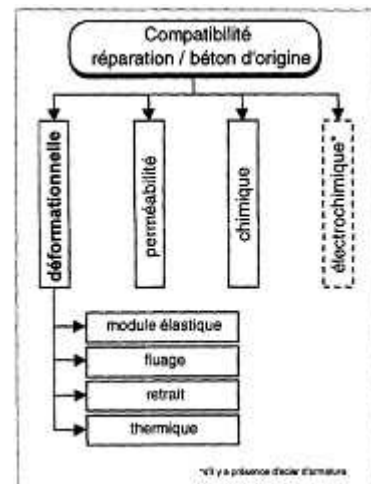 Compatibilité
réparation / béton d'origine
déformationnelle
perméabilité
chimique
électrochimique*
module élastique
fluage
retrait
thermique
*s'il y a présence d'acier d'armature